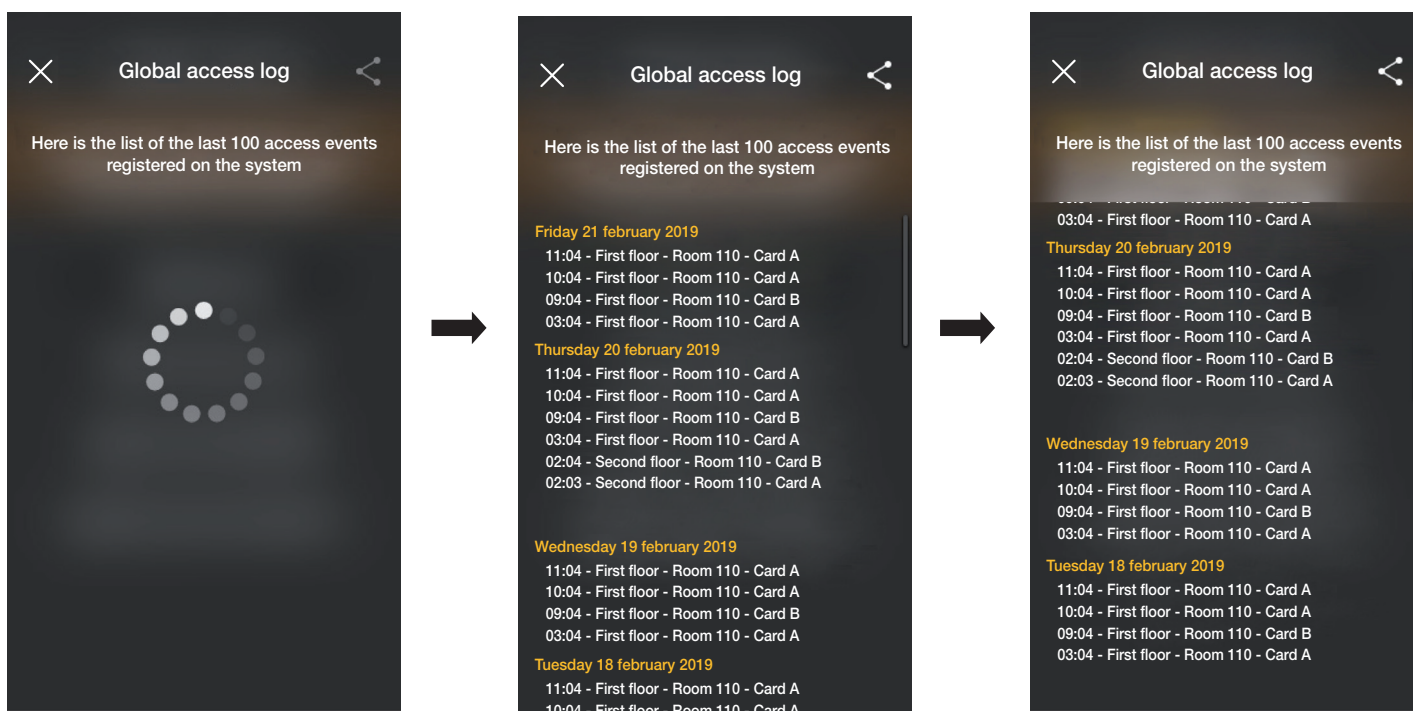 Global access log
Here is the list of the last 100 access events
registered on the system
Global access log
Here is the list of the last 100 access events
registered on the system
Friday 21 february 2019
11:04 - First floor - Room 110 - Card A
10:04 - First floor - Room 110 - Card A
09:04 - First floor - Room 110 - Card B
03:04 - First floor - Room 110 - Card A
Thursday 20 february 2019
11:04 - First floor - Room 110 - Card A
10:04 - First floor - Room 110 - Card A
09:04 - First floor - Room 110 - Card B
03:04 - First floor - Room 110 - Card A
02:04 - Second floor - Room 110 - Card B
02:03 - Second floor - Room 110 - Card A
Wednesday 19 february 2019
11:04 - First floor - Room 110 - Card A
10:04 - First floor - Room 110 - Card A
09:04 - First floor - Room 110 - Card B
03:04 - First floor - Room 110 - Card A
Tuesday 18 february 2019
11:04 - First floor - Room 110 - Card A
10:04 - First floor - Room 110 - Card A
Global access log
Here is the list of the last 100 access events
registered on the system
03:04 - First floor - Room 110 - Card A
Thursday 20 february 2019
11:04 - First floor - Room 110 - Card A
10:04 - First floor - Room 110 - Card A
09:04 - First floor - Room 110 - Card B
03:04 - First floor - Room 110 - Card A
02:04 - Second floor - Room 110 - Card B
02:03 - Second floor - Room 110 - Card A
Wednesday 19 february 2019
11:04 - First floor - Room 110 - Card A
10:04 - First floor - Room 110 - Card A
09:04 - First floor - Room 110 - Card B
03:04 - First floor - Room 110 - Card A
Tuesday 18 february 2019
11:04 - First floor - Room 110 - Card A
10:04 - First floor - Room 110 - Card A
09:04 - First floor - Room 110 - Card B
03:04 - First floor - Room 110 - Card A